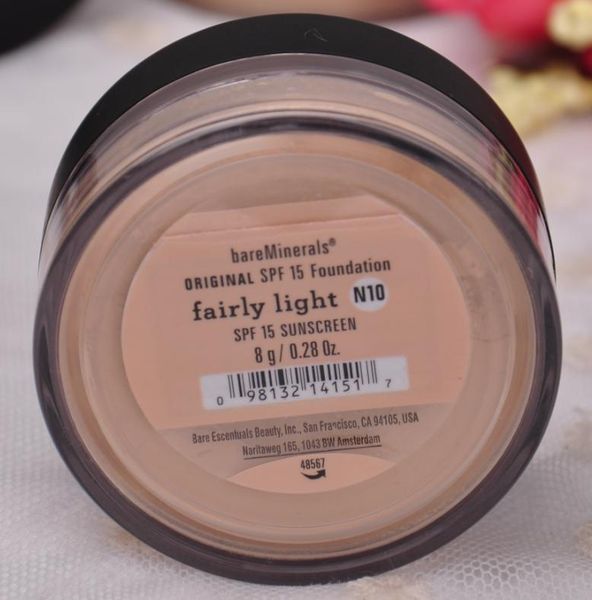 bareMinerals®
ORIGINAL SPF 15 Foundation
fairly light N10
SPF 15 SUNSCREEN
8 g / 0.28 Oz.
0 98132 14151 7
Bare Escentuals Beauty, Inc., San Francisco, CA 94105, USA
Naritaweg 165, 1043 BW Amsterdam
48567